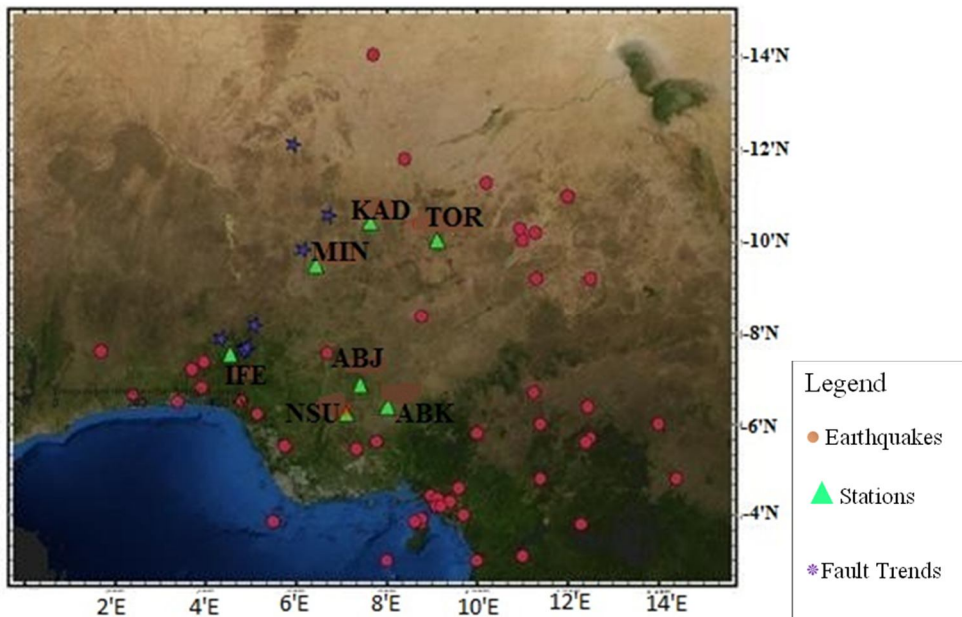 -14'N
-12'N
KAD TOR
-10'N
MIN
-8'N
ABJ
IFE
NSU ABK
-6'N
-4'N
2'E 4'E 6'E 8'E 10'E 12'E 14'E
Legend
Earthquakes
Stations
Fault Trends